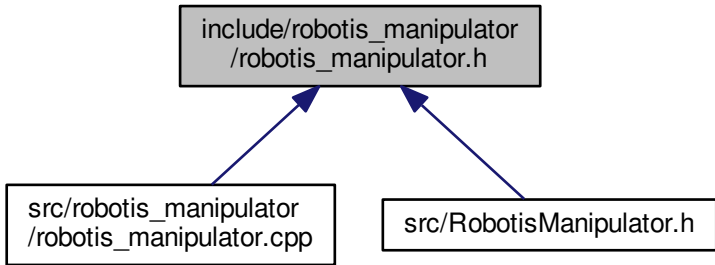 include/robotis_manipulator
/robotis_manipulator.h
src/robotis_manipulator
/robotis_manipulator.cpp
src/RobotisManipulator.h